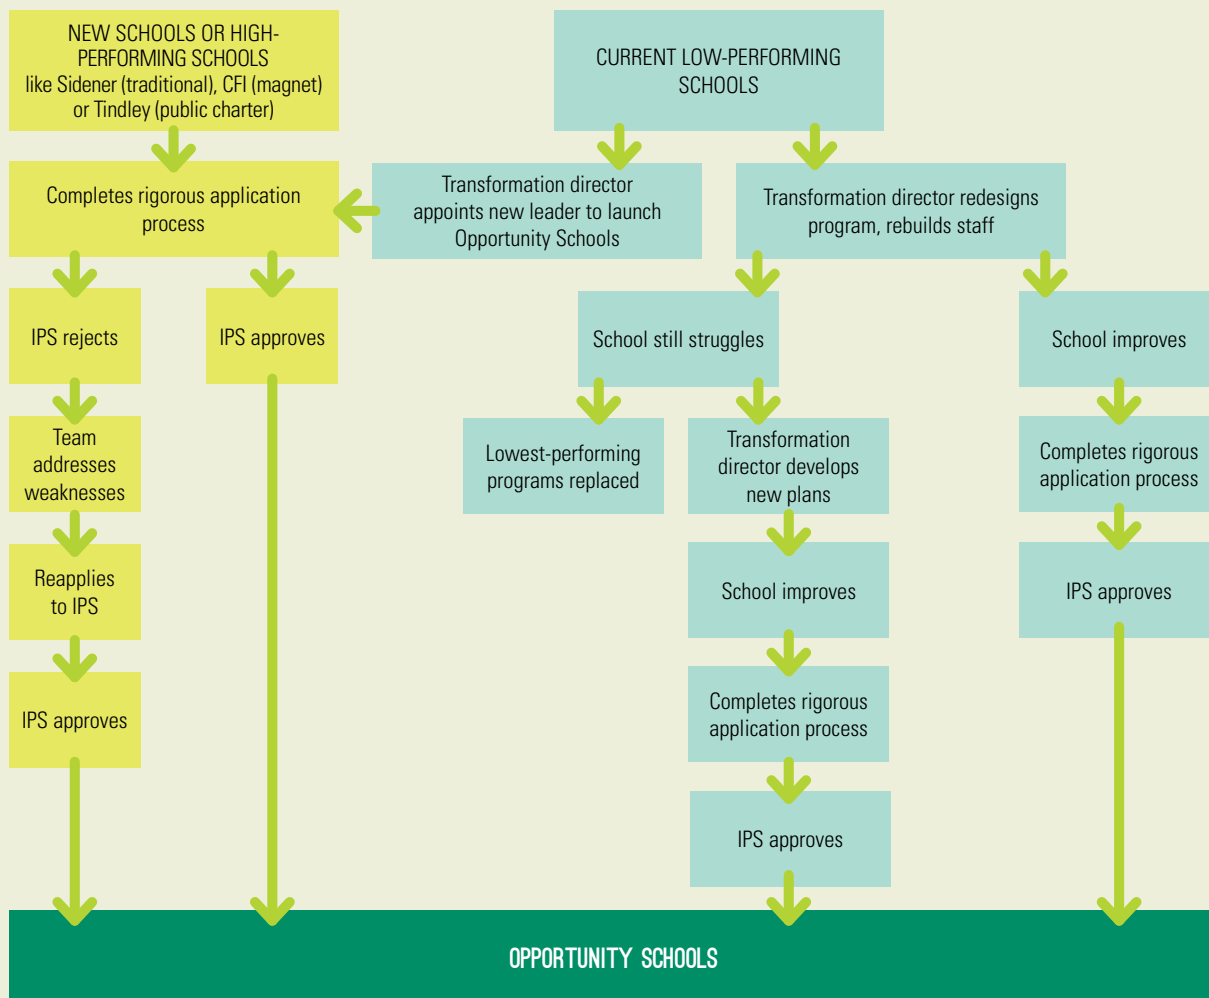 NEW SCHOOLS OR HIGH-
PERFORMING SCHOOLS
like Sidener (traditional), CFI (magnet)
or Tindley (public charter)
CURRENT LOW-PERFORMING
SCHOOLS
Completes rigorous application
process
Transformation director
appoints new leader to launch
Opportunity Schools
Transformation director redesigns
program, rebuilds staff
IPS rejects
IPS approves
School still struggles
School improves
Team
addresses
weaknesses
Lowest-performing
programs replaced
Transformation
director develops
new plans
Completes rigorous
application process
Reapplies
to IPS
School improves
IPS approves
IPS approves
Completes rigorous
application process
IPS approves
OPPORTUNITY SCHOOLS